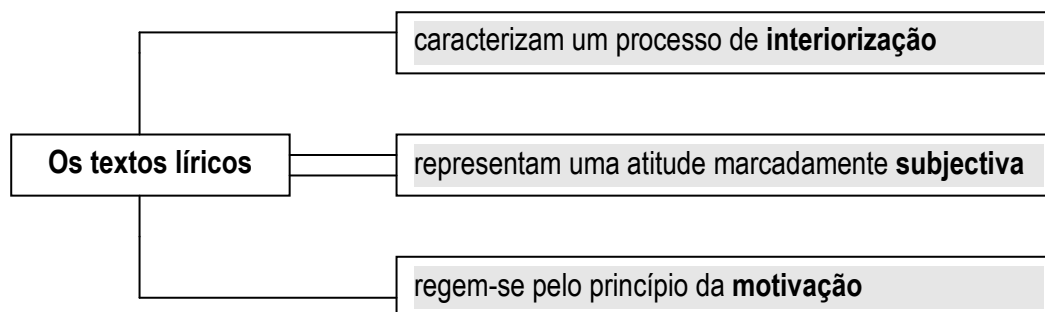 caracterizam um processo de interiorização
Os textos líricos
representam uma atitude marcadamente subjectiva
regem-se pelo princípio da motivação